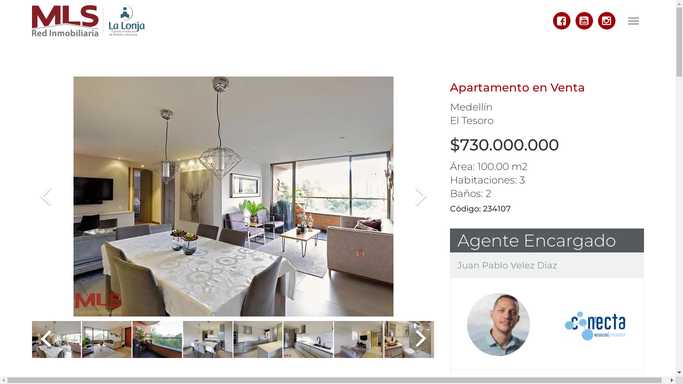 MLS
Red Inmobiliaria
La Lonja
Apartamento en Venta
Medellín
El Tesoro
$730.000.000
Área: 100.00 m2
Habitaciones: 3
Baños: 2
Código: 234107
Agente Encargado
Juan Pablo Velez Diaz
conecta
MLS